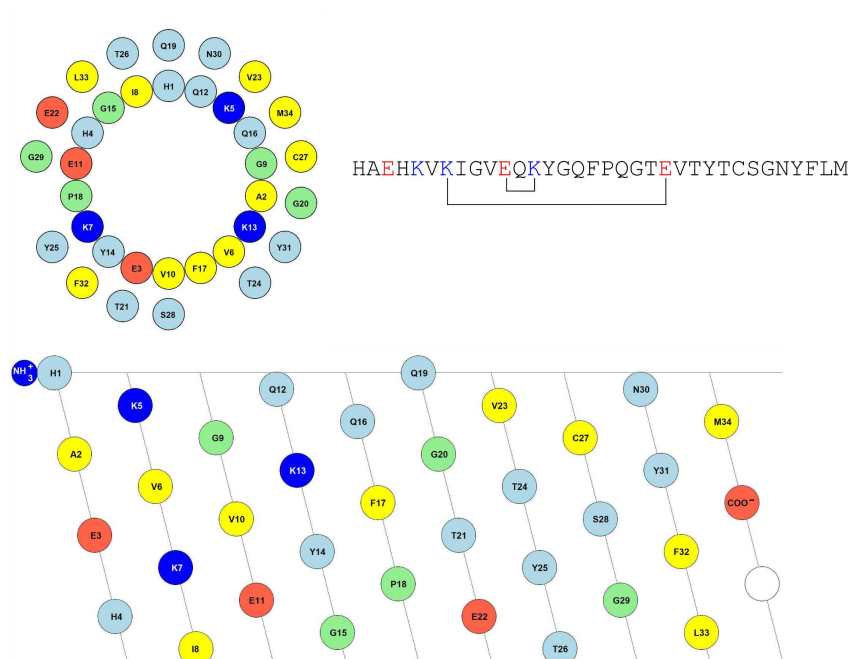 Q19
T26
N30
L33
H1
V23
I8
Q12
E22
G15
K5
M34
H4
Q16
G29
E11
G9
C27
HAEHKVKIGVEQKYGQFPQGTEVTYTCSGNYFLM
P18
A2
G20
K7
K13
Y25
Y14
V6
Y31
E3
V10
F17
F32
T24
T21
S28
NH3+
H1
Q19
Q12
N30
K5
V23
Q16
M34
G9
C27
A2
G20
K13
Y31
V6
T24
F17
COO−
V10
S28
E3
T21
Y14
F32
K7
Y25
P18
E11
G29
H4
E22
G15
L33
I8
T26